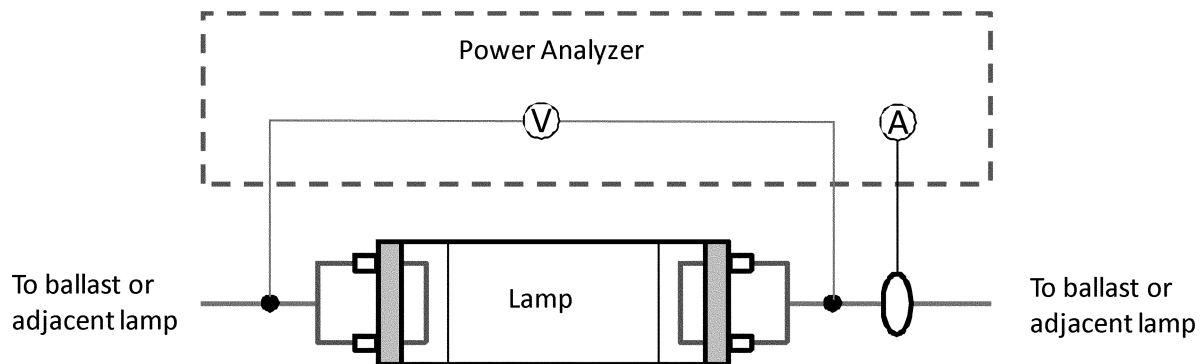 Power Analyzer
V
A
To ballast or
adjacent lamp
Lamp
To ballast or
adjacent lamp